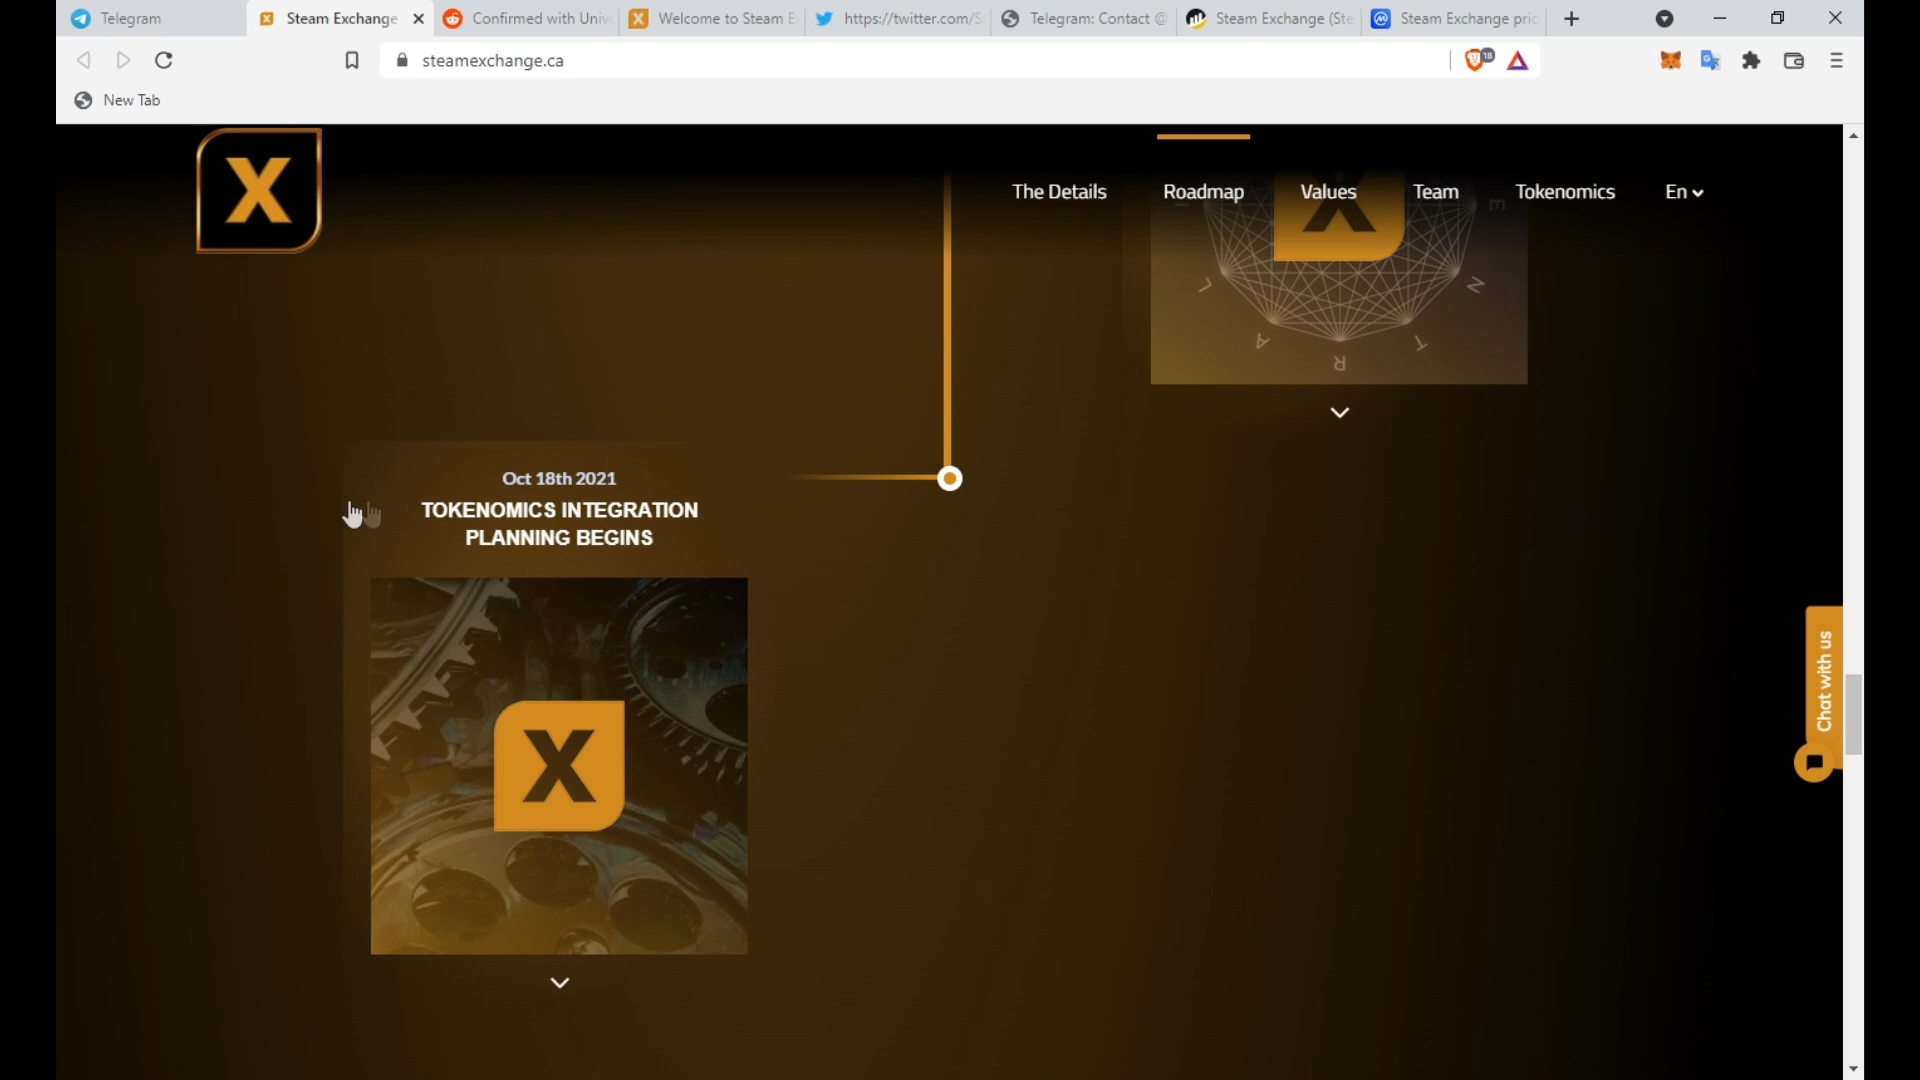 Telegram
Steam Exchange
Confirmed with Univ
Welcome to Steam E
https://twitter.com/S
Telegram: Contact @
Steam Exchange (Ste
Steam Exchange pric
steamexchange.ca
18
New Tab
X
The Details
Roadmap
Values
Team
Tokenomics
En
X
E
L
Z
A
T
R
Oct 18th 2021
TOKENOMICS INTEGRATION
PLANNING BEGINS
X
Chat with us